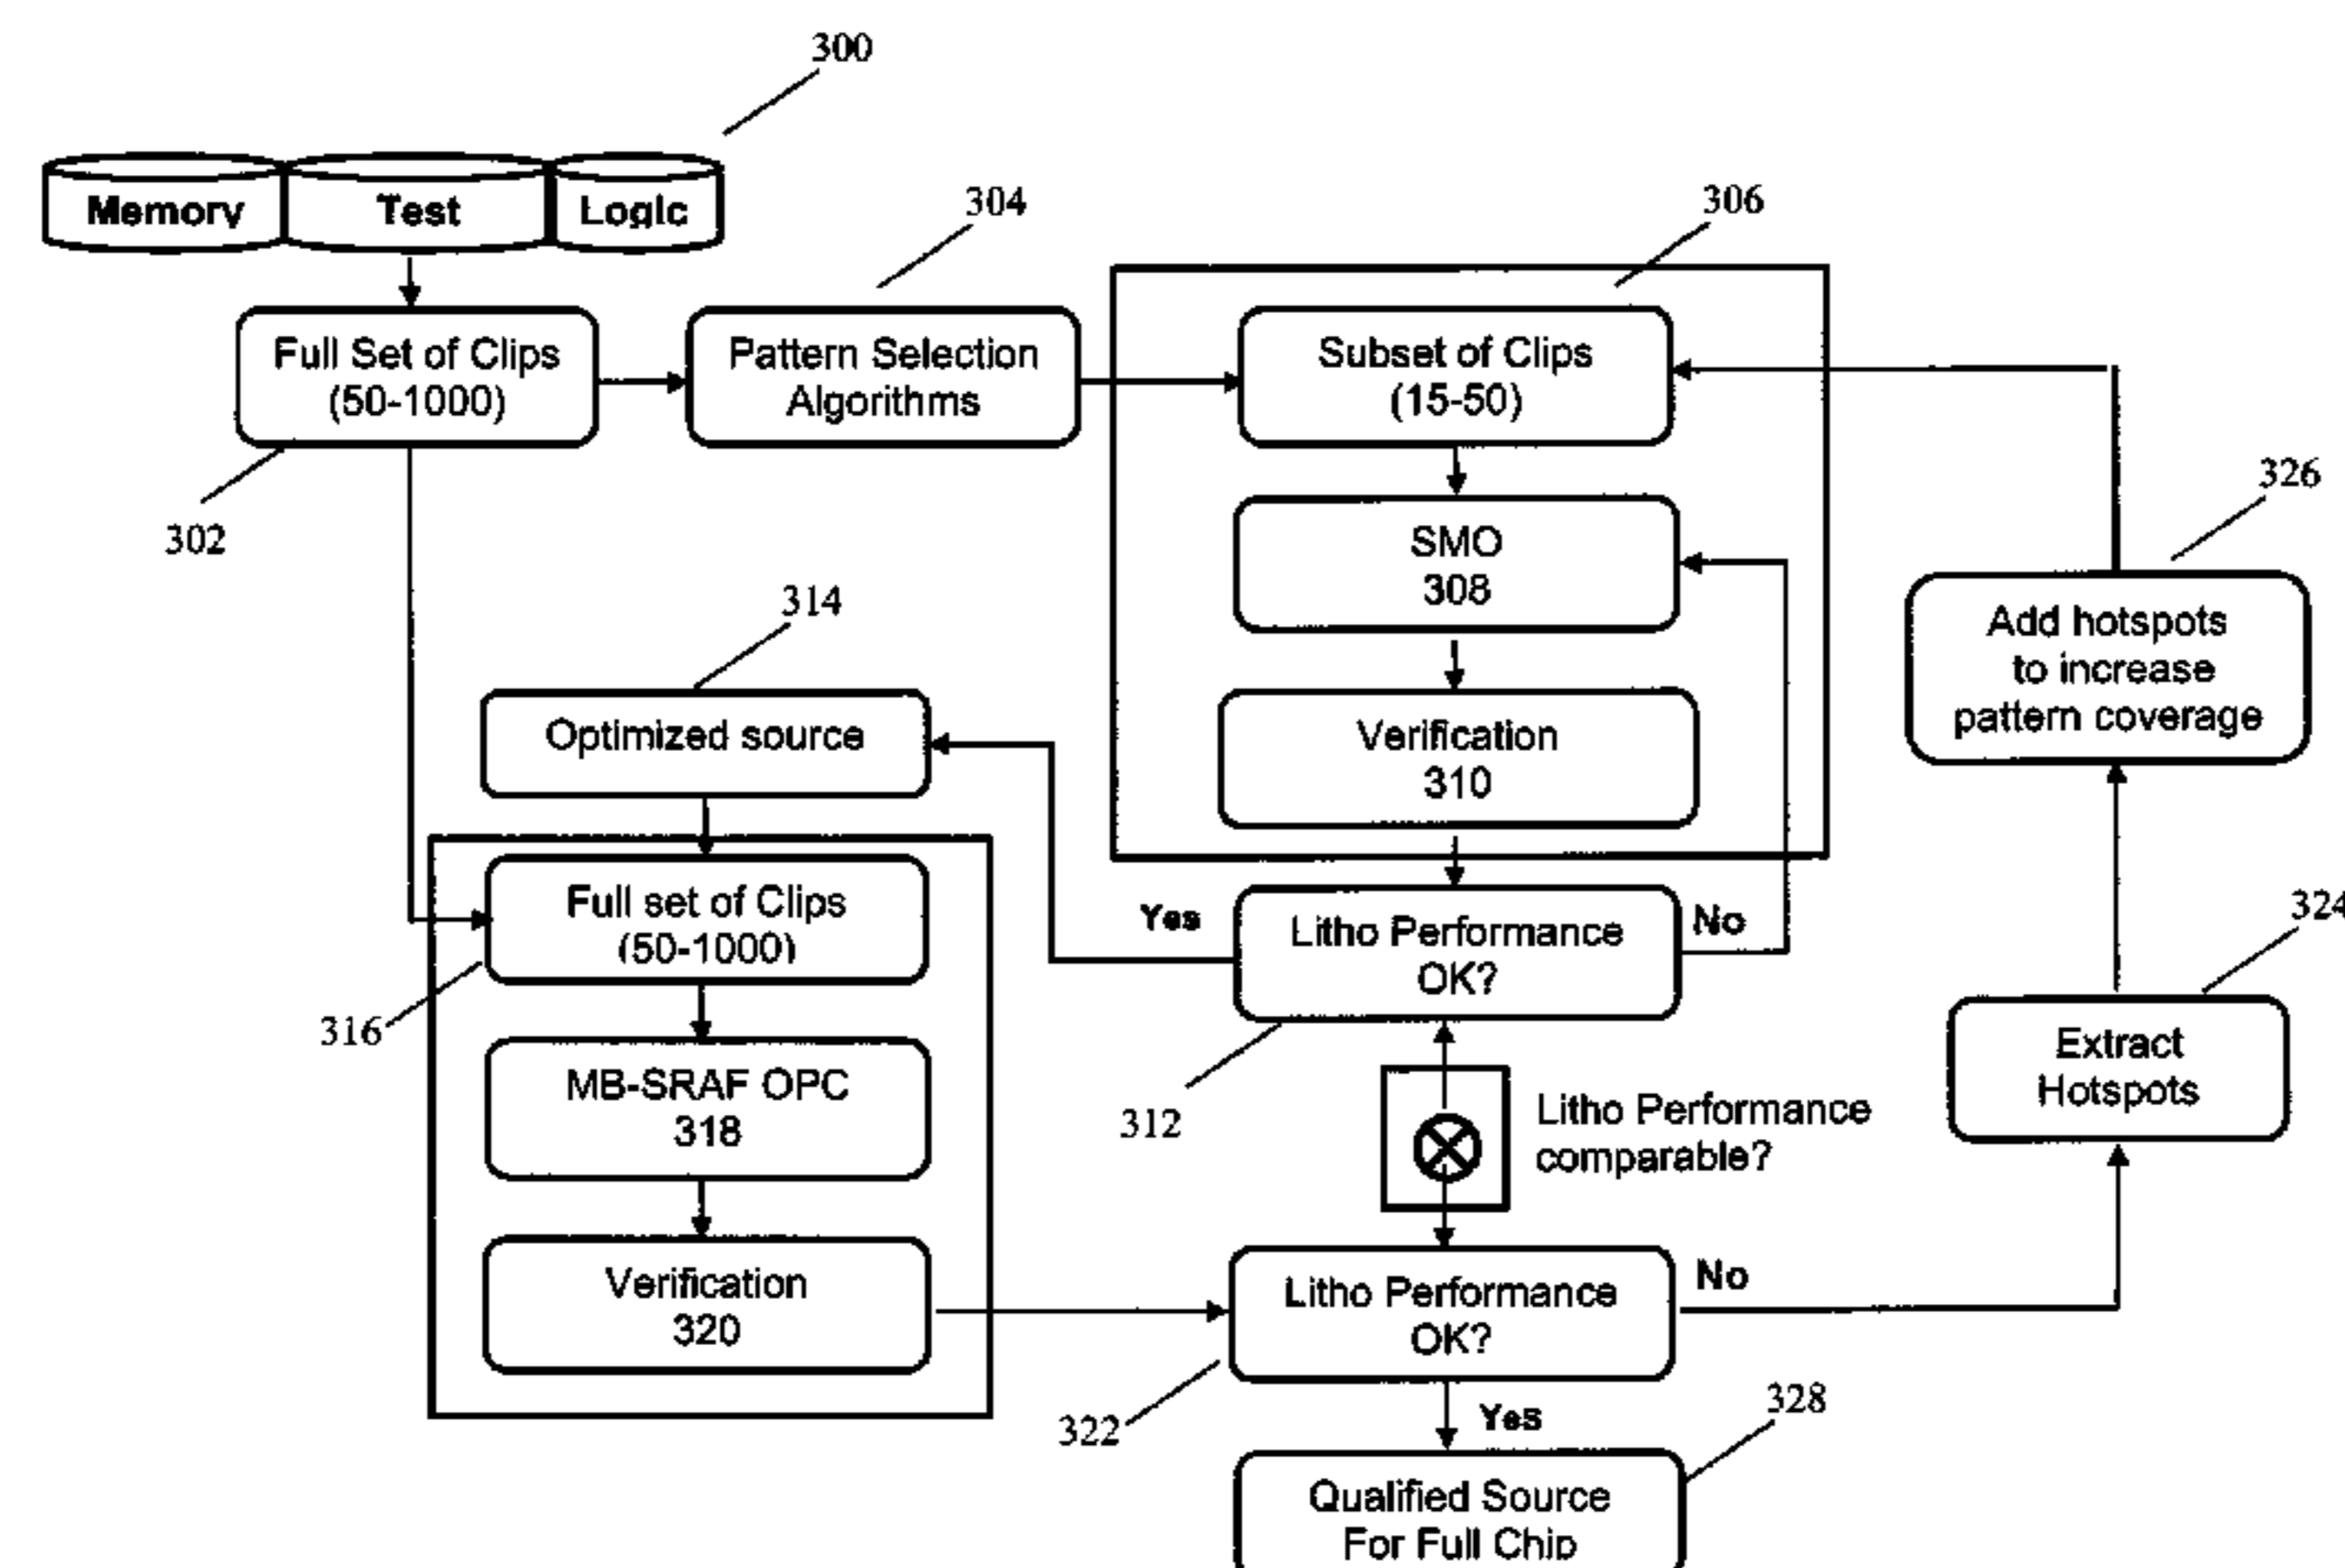 300
Memory
Test
Logic
304
306
Full Set of Clips
(50-1000)
Pattern Selection
Algorithms
Subset of Clips
(15-50)
302
326
SMO
308
314
Add hotspots
to increase
pattern coverage
Optimized source
Verification
310
324
Full set of Clips
(50-1000)
Yes
Litho Performance
OK?
No
316
Extract
Hotspots
MB-SRAF OPC
318
312
Litho Performance
comparable?
Verification
320
Litho Performance
OK?
No
322
Yes
328
Qualified Source
For Full Chip